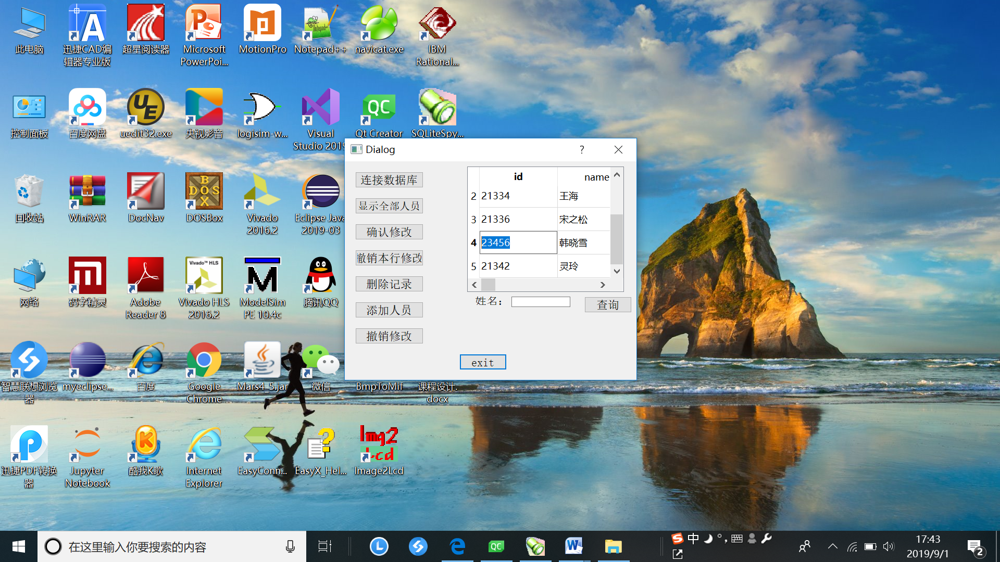 此电脑
迅捷CAD编
辑器专业版
超星阅读器
Microsoft
PowerPoi...
MotionPro
Notepad++
navicat.exe
IBM
Rational...
控制面板
百度网盘
uedit32.exe
央视影音
logisim-w...
Visual
Studio 2019
Qt Creator
SQLiteSpy...
回收站
WinRAR
DocNav
DOSBox
Vivado
2016.2
Eclipse Java
2019-03
网络
码字精灵
Adobe
Reader 8
Vivado HLS
2016.2
ModelSim
PE 10.4c
腾讯QQ
智慧联想浏览
器
myeclipse...
百度
Google
Chrome
Mars4_5.jar
微信
BmpToMif
课程设计.
docx
迅捷PDF转换
器
Jupyter
Notebook
酷我K歌
Internet
Explorer
EasyConn...
EasyX_Hel...
Image2Lcd
Dialog
连接数据库
显示全部人员
确认修改
撤销本行修改
删除记录
添加人员
撤销修改
id name
2 21334 王海
3 21336 宋之松
4 23456 韩晓雪
5 21342 灵玲
姓名：
查询
exit
在这里输入你要搜索的内容
中
17:43
2019/9/1
2